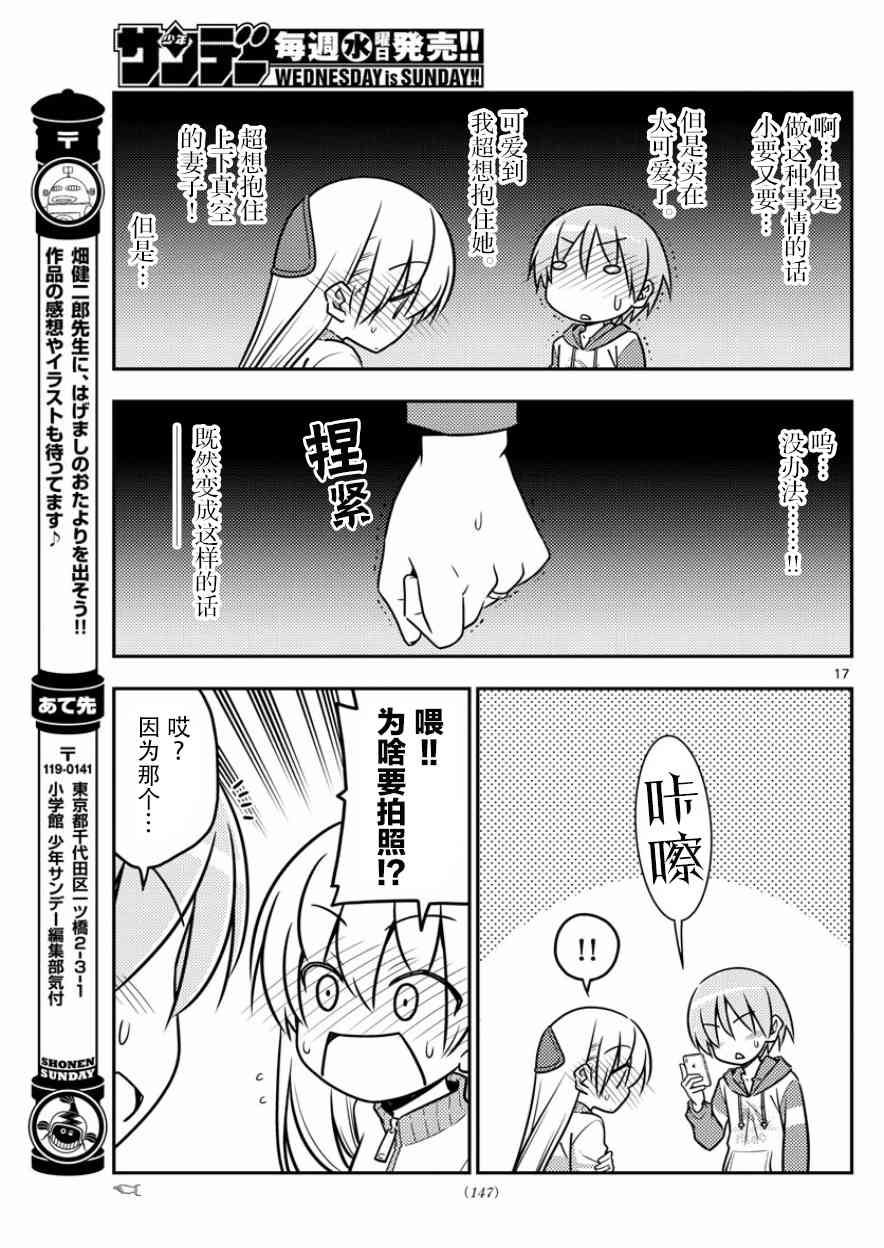 少年サンデー
毎週水曜日発売!!
WEDNESDAY is SUNDAY!!
啊…但是
做这种事情的话
小要又要…
但是实在
太可爱了。
可爱到
我超想抱住她。
超想抱住
上下真空
的妻子！
但是…
呜…
没办法……!!
捏紧
既然变成这样的话
——
17
咔嚓
!!
喂!!
为啥要拍照!?
哎？
因为那个…
〒
畑健二郎先生に、はげましのおたよりを出そう!!
作品の感想やイラストも待ってます♪
あて先
〒
119-0141
東京都千代田区一ツ橋2-3-1
小学館 少年サンデー編集部気付
SHONEN
SUNDAY
(147)